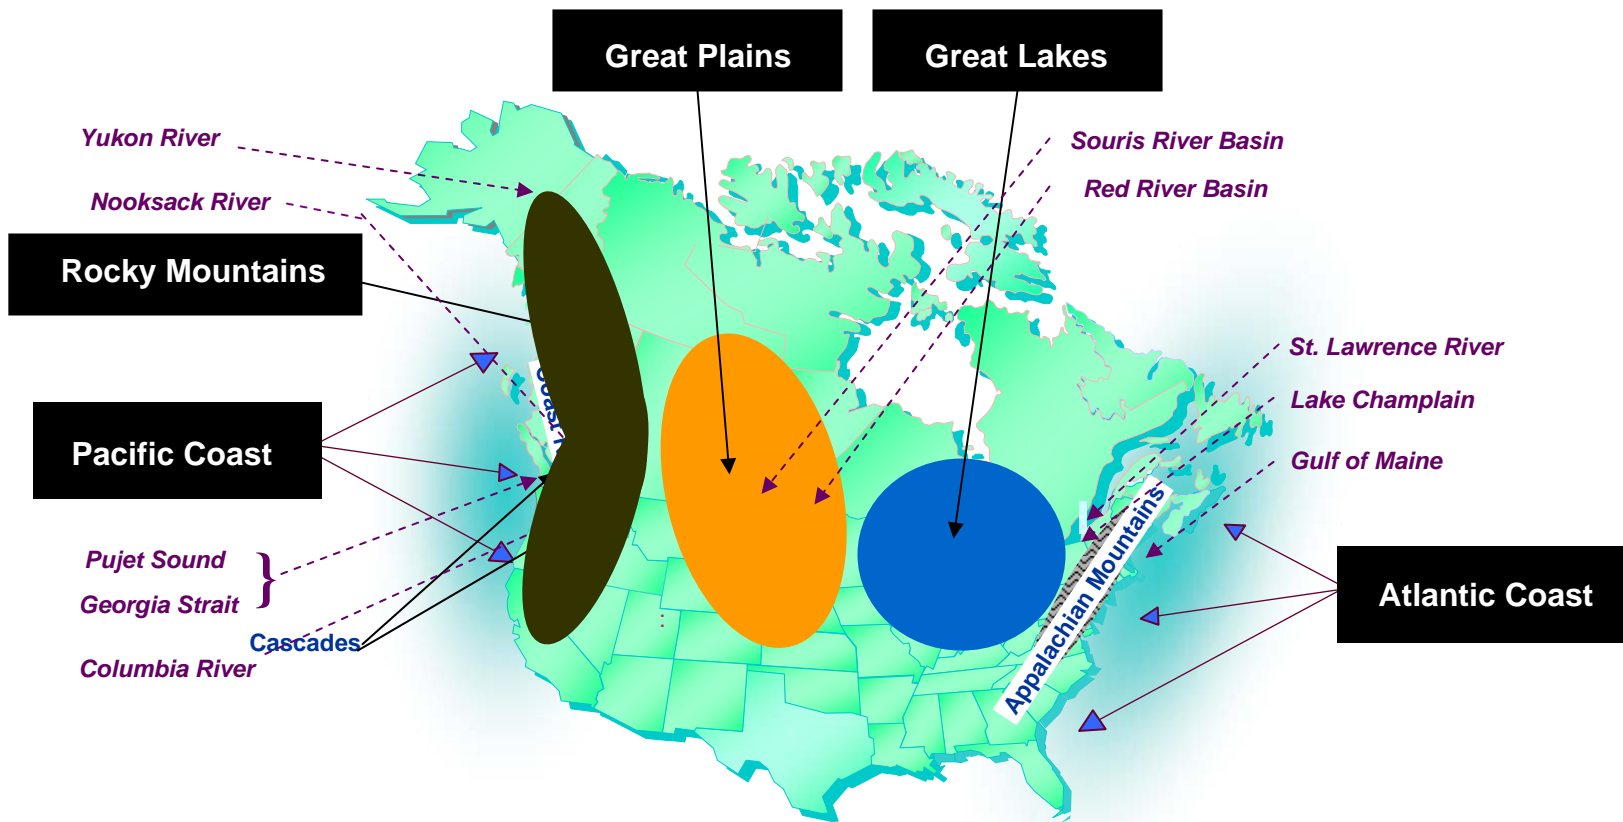 Great Plains
Great Lakes
Yukon River
Souris River Basin
Nooksack River
Red River Basin
Rocky Mountains
St. Lawrence River
Lake Champlain
Pacific Coast
Gulf of Maine
Appalachian Mountains
Pujet Sound
Georgia Strait
}
Atlantic Coast
Cascades
Columbia River